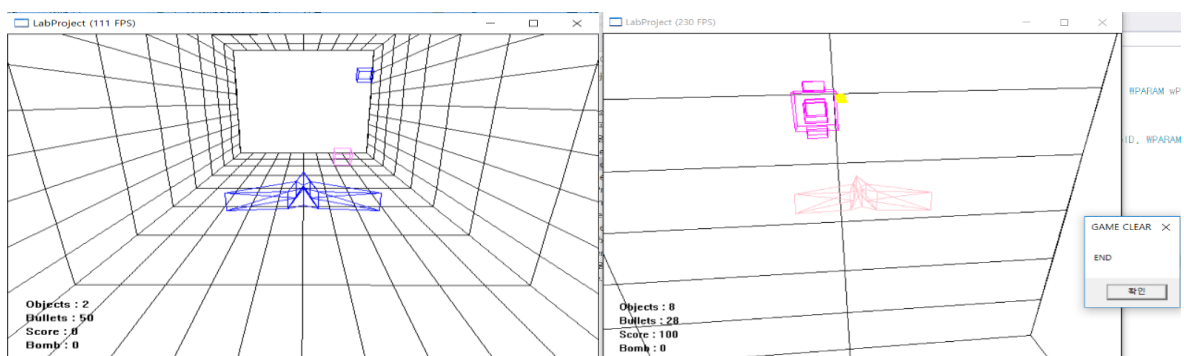 LabProject (111 FPS)
Objects : 2
Bullets : 50
Score : 0
Bomb : 0
LabProject (230 FPS)
Objects : 8
Bullets : 28
Score : 100
Bomb : 0
WPARAM wP
ID, WPARAM
GAME CLEAR
END
확인